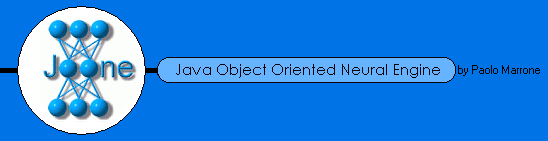 Joone
Java Object Oriented Neural Engine
by Paolo Marrone